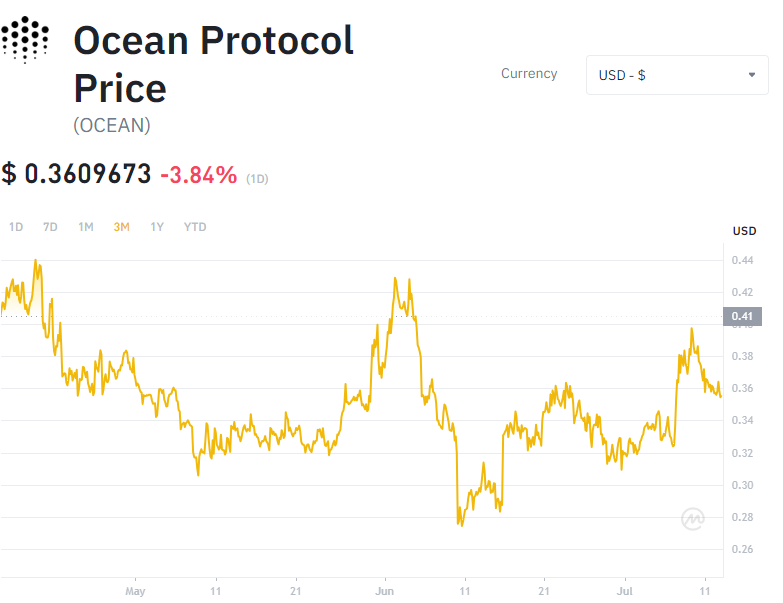 Ocean Protocol
Price
(OCEAN)
Currency
USD - $
$ 0.3609673 -3.84% (1D)
1D 7D 1M 3M 1Y YTD
USD
0.44
0.42
0.41
0.38
0.36
0.34
0.32
0.30
0.28
0.26
May 11 21 Jun 11 21 Jul 11